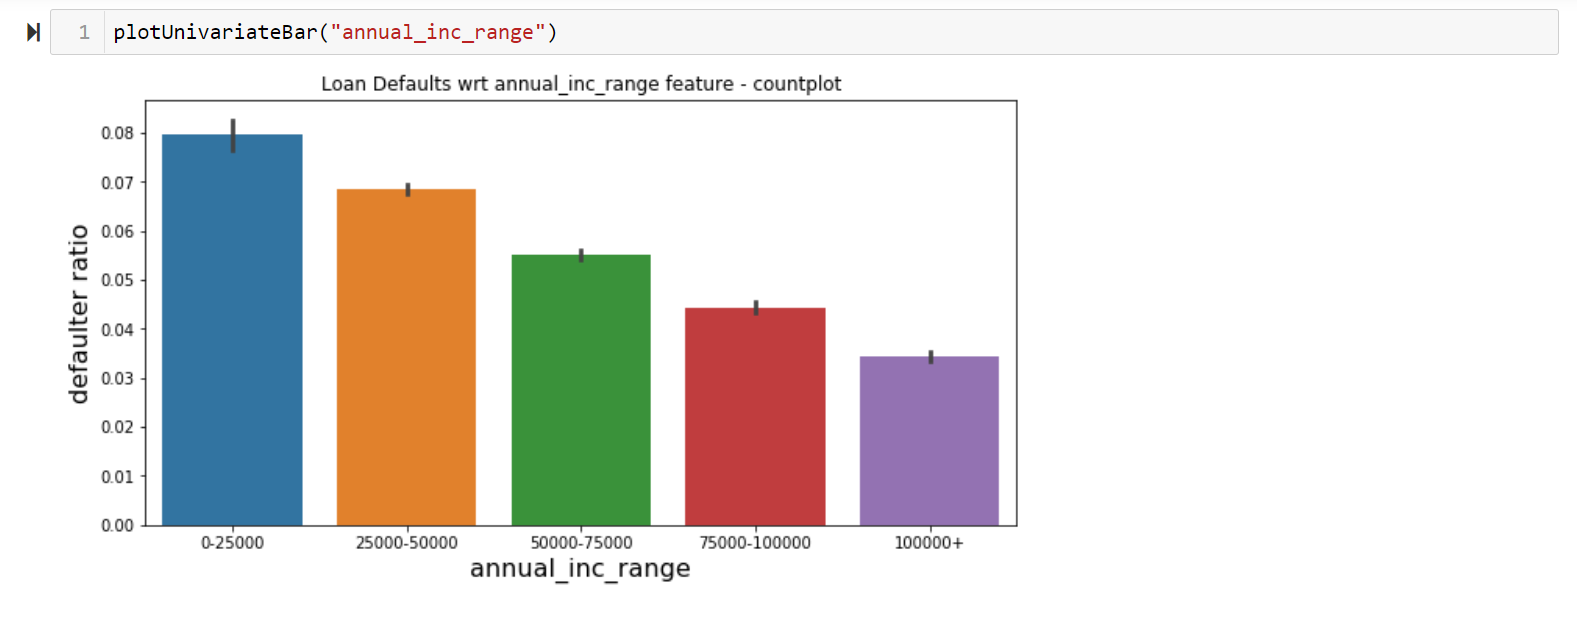 1 plotUnivariateBar("annual_inc_range")
Loan Defaults wrt annual_inc_range feature - countplot
defaulter ratio
0.08
0.07
0.06
0.05
0.04
0.03
0.02
0.01
0.00
0-25000 25000-50000 50000-75000 75000-100000 100000+
annual_inc_range